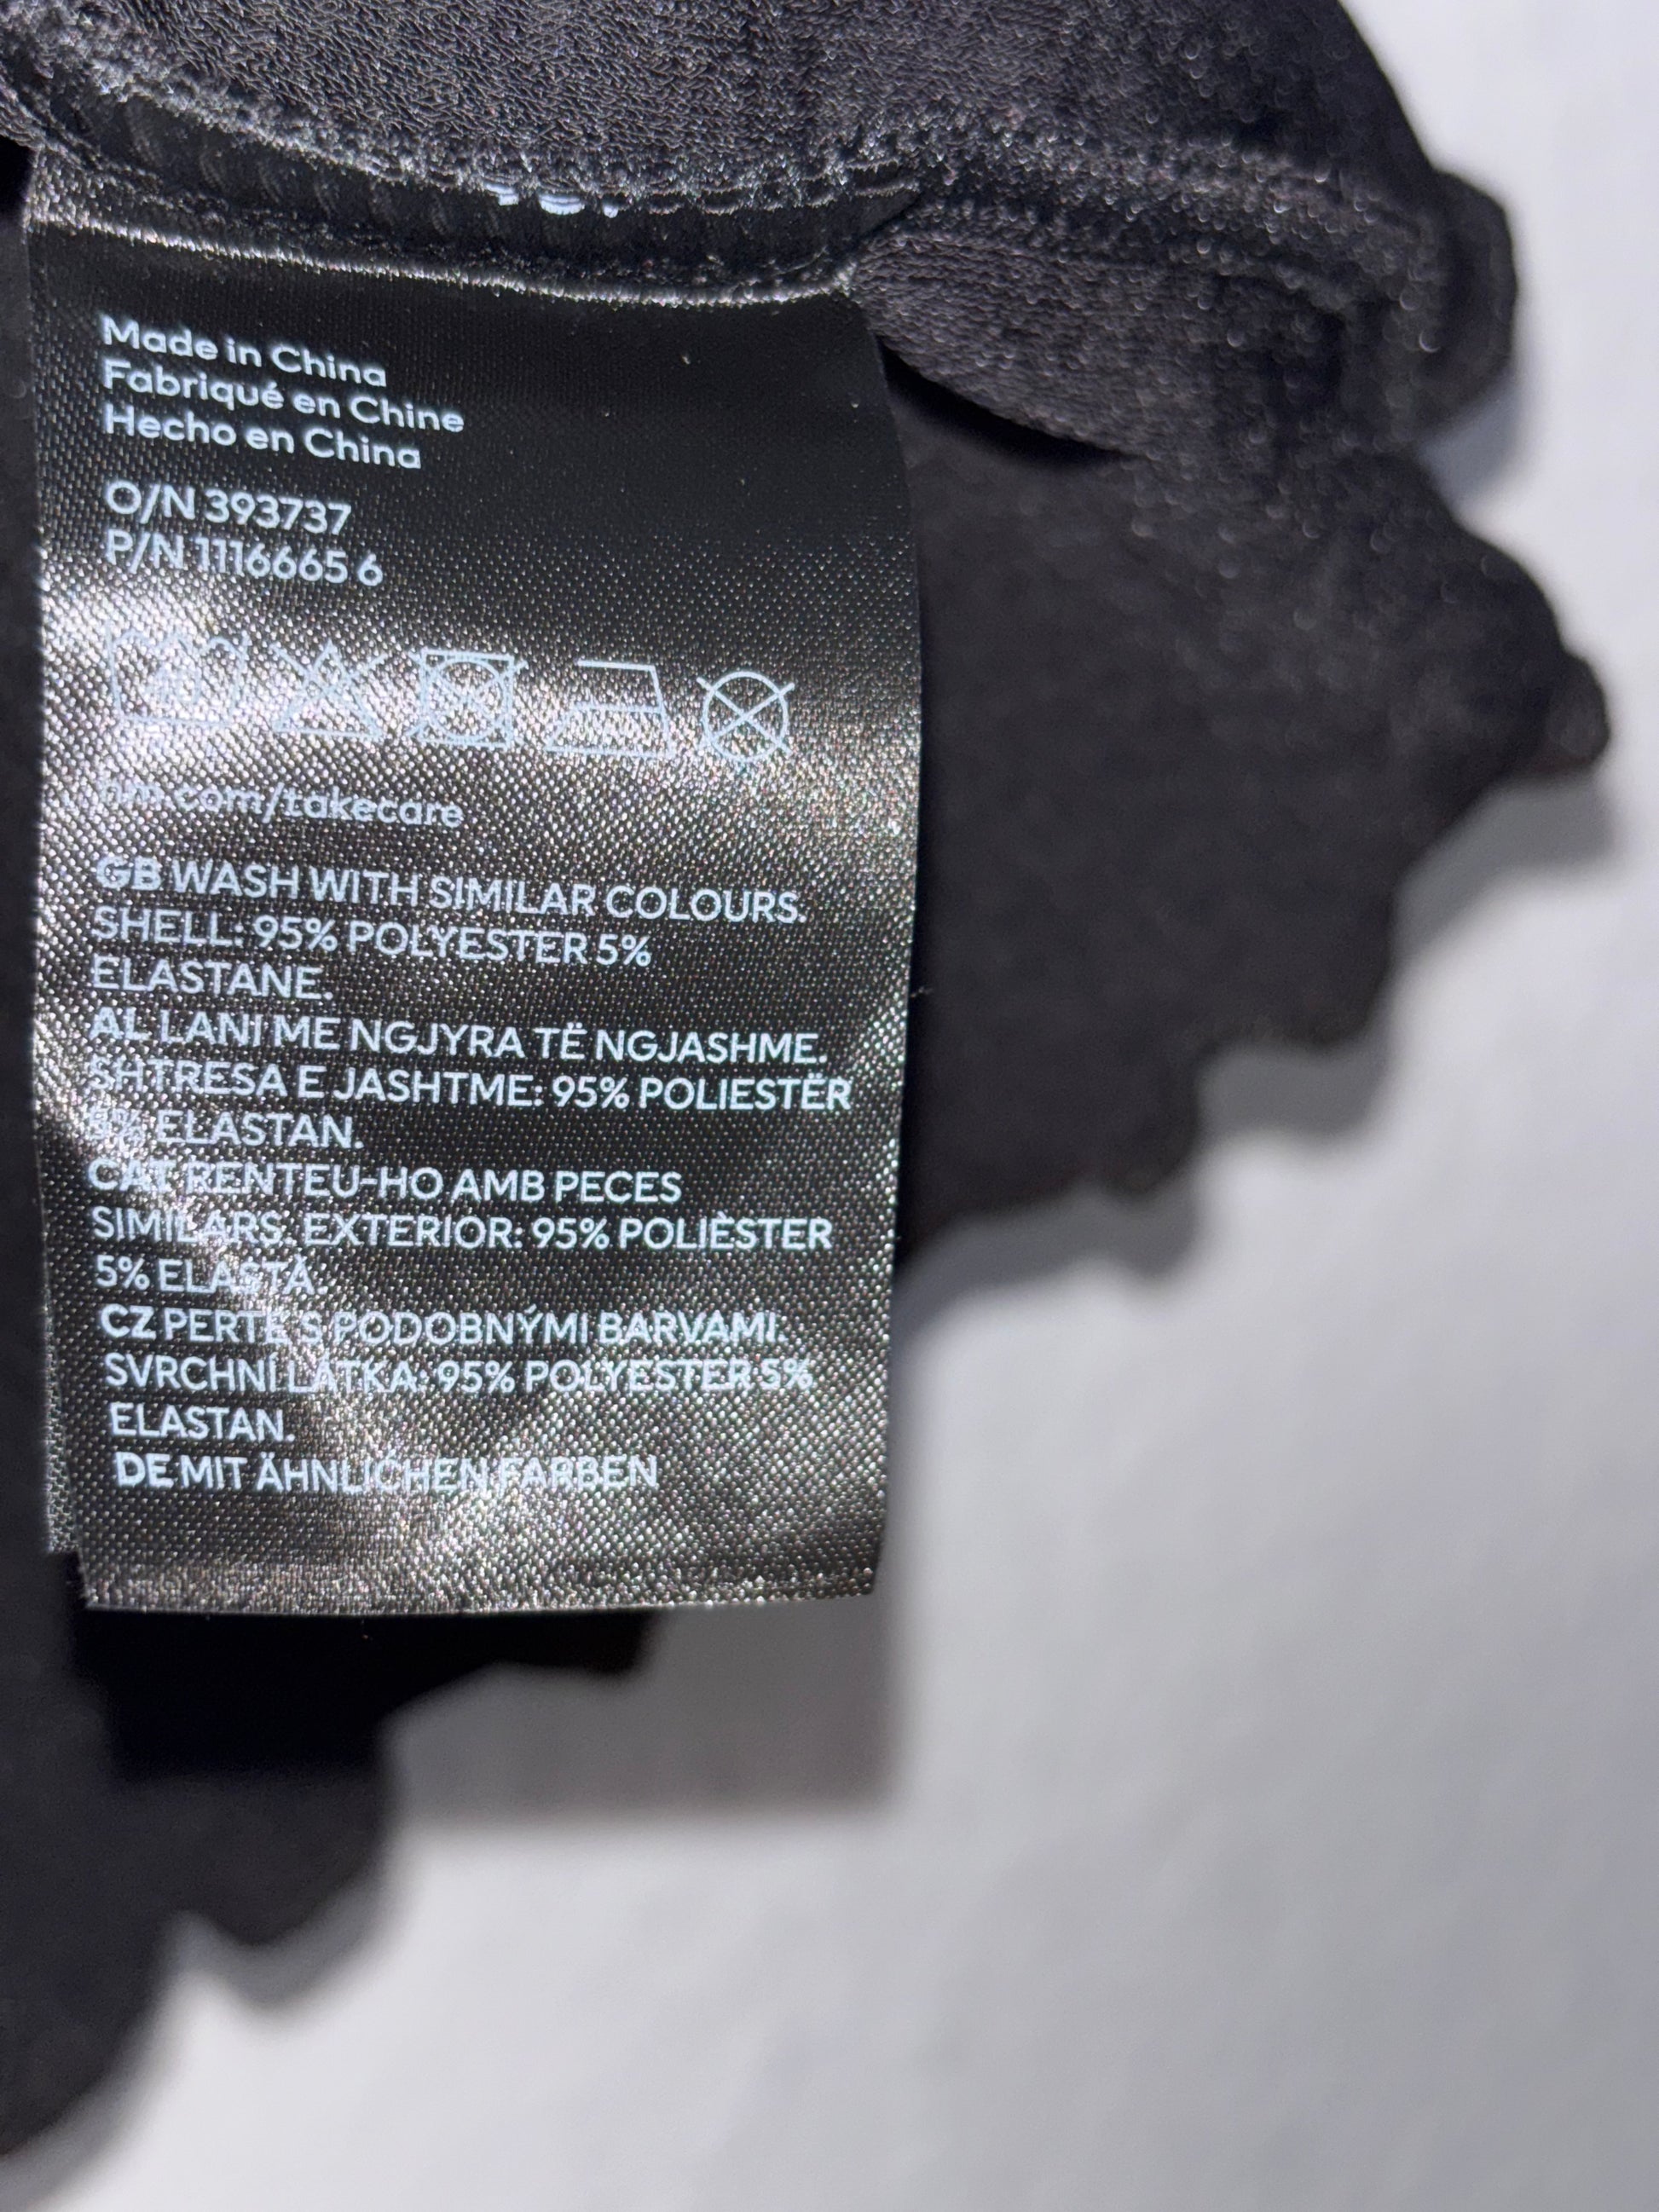 Made in China
Fabriqué en Chine
Hecho en China
O/N 393737
P/N 1116665 6
hm.com/takecare
GB WASH WITH SIMILAR COLOURS.
SHELL: 95% POLYESTER 5%
ELASTANE.
AL LANI ME NGJYRA TË NGJASHME.
SHTRESA E JASHTME: 95% POLIESTËR
5% ELASTAN.
CAT RENTEU-HO AMB PECES
SIMILARS. EXTERIOR: 95% POLIÈSTER
5% ELASTÀ.
CZ PERTE S PODOBNÝMI BARVAMI.
SVRCHNÍ LÁTKA: 95% POLYESTER 5%
ELASTAN.
DE MIT ÄHNLICHEN FARBEN